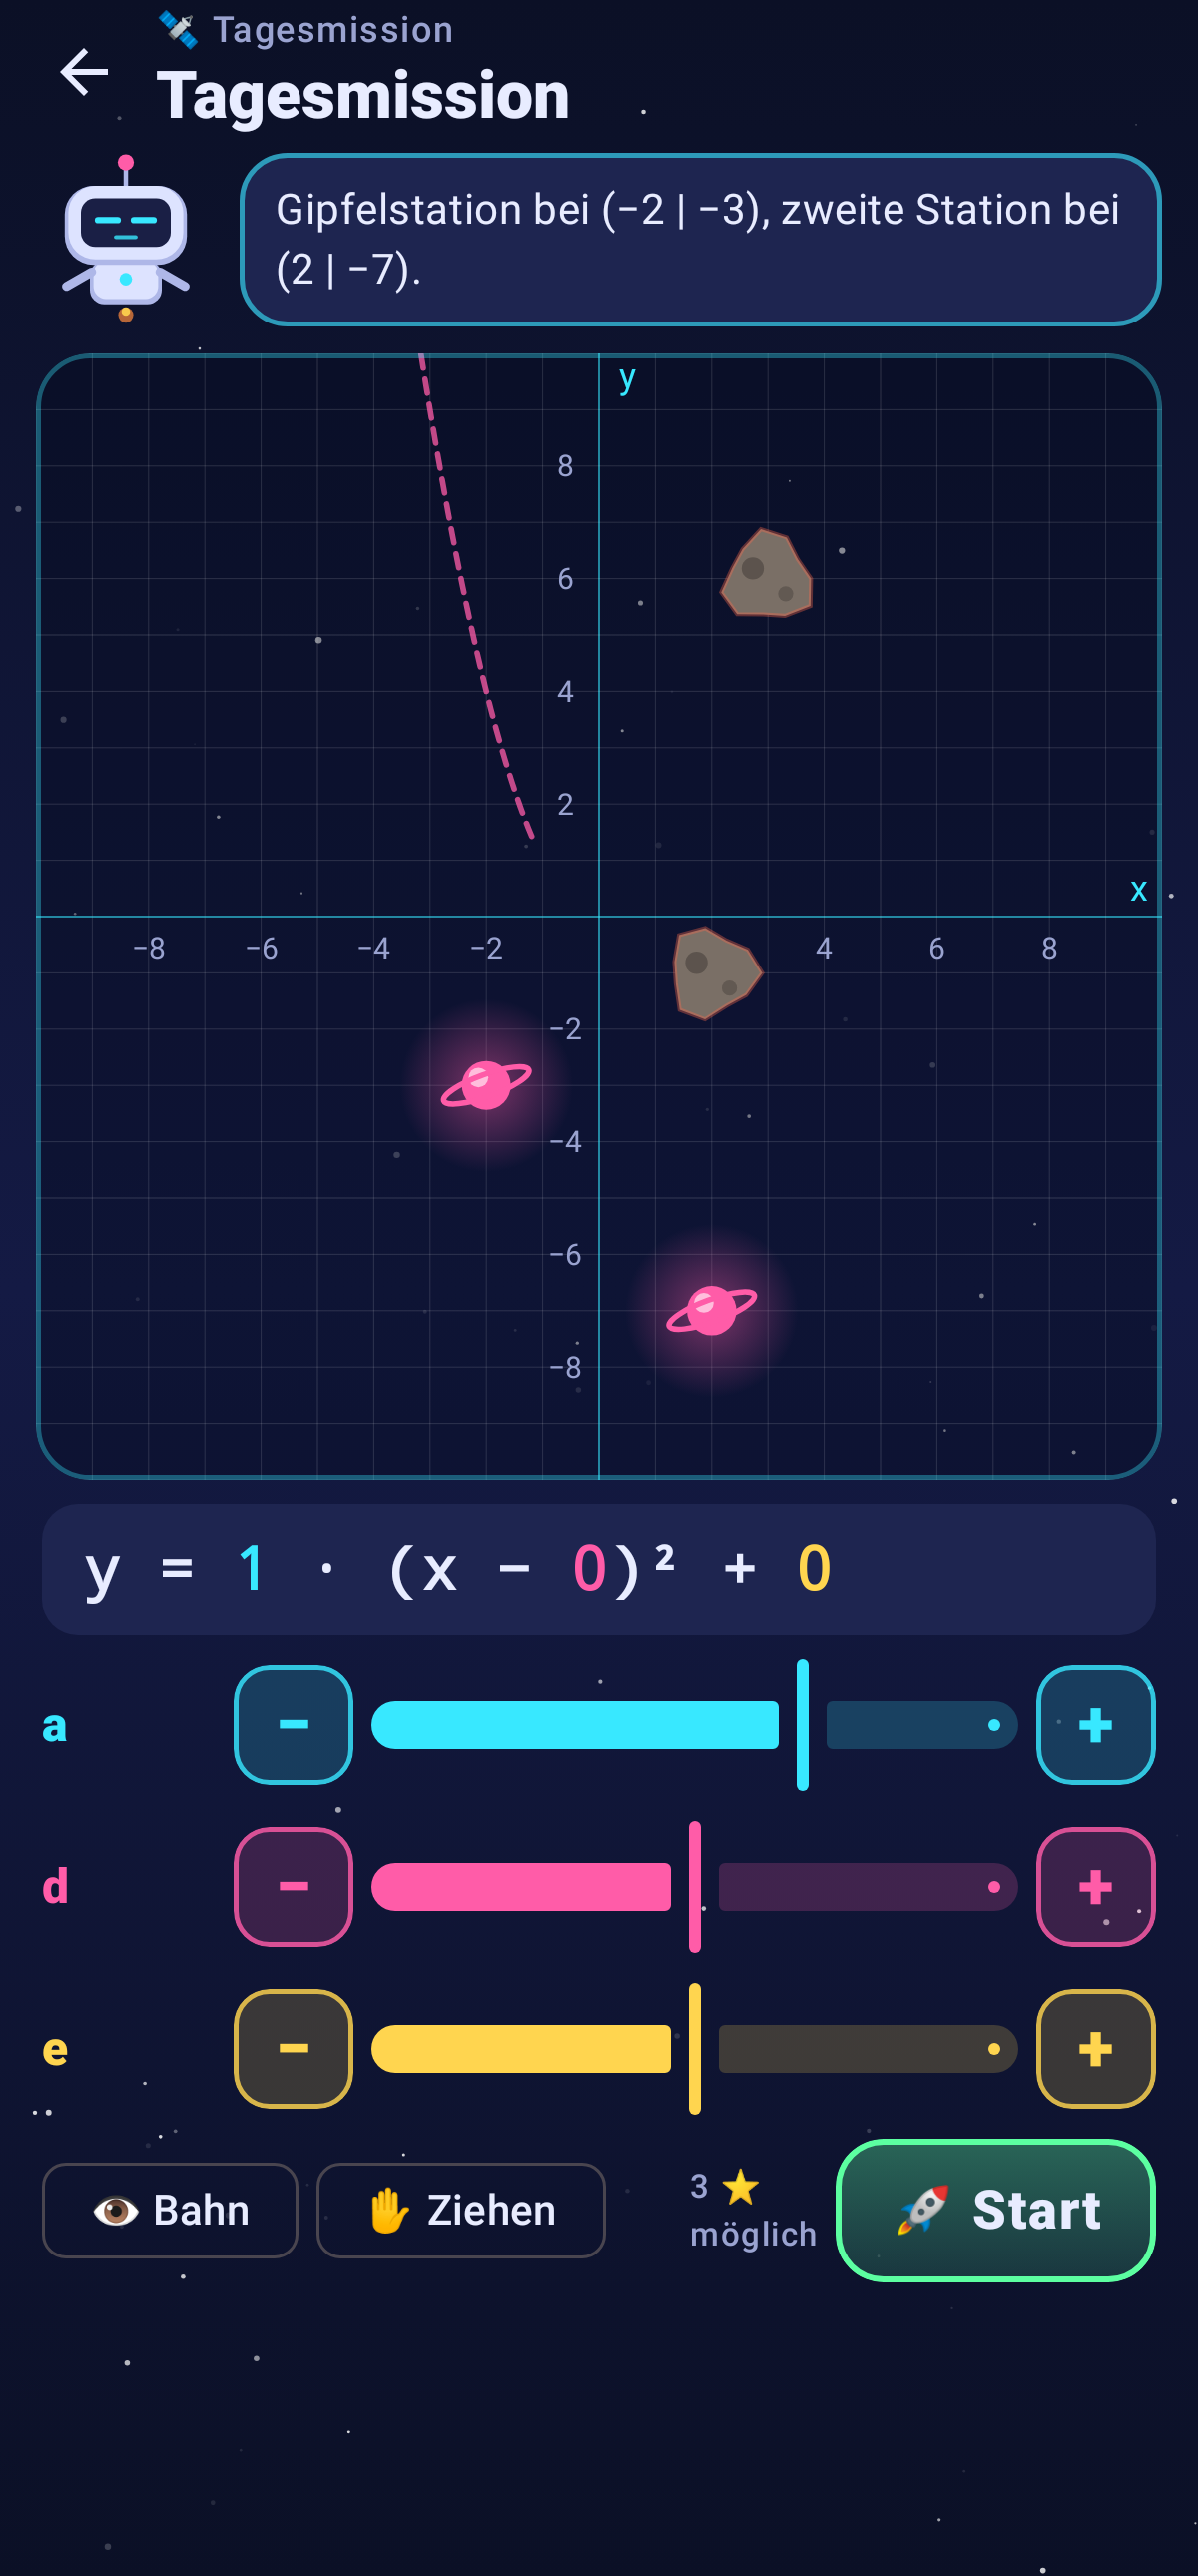 Tagesmission
Tagesmission
Gipfelstation bei (−2 | −3), zweite Station bei
(2 | −7).
y
8
6
4
2
x
−8 −6 −4 −2 4 6 8
−2
−4
−6
−8
y = 1 · (x − 0)² + 0
a − +
d − +
e − +
Bahn Ziehen 3 ⭐ möglich Start